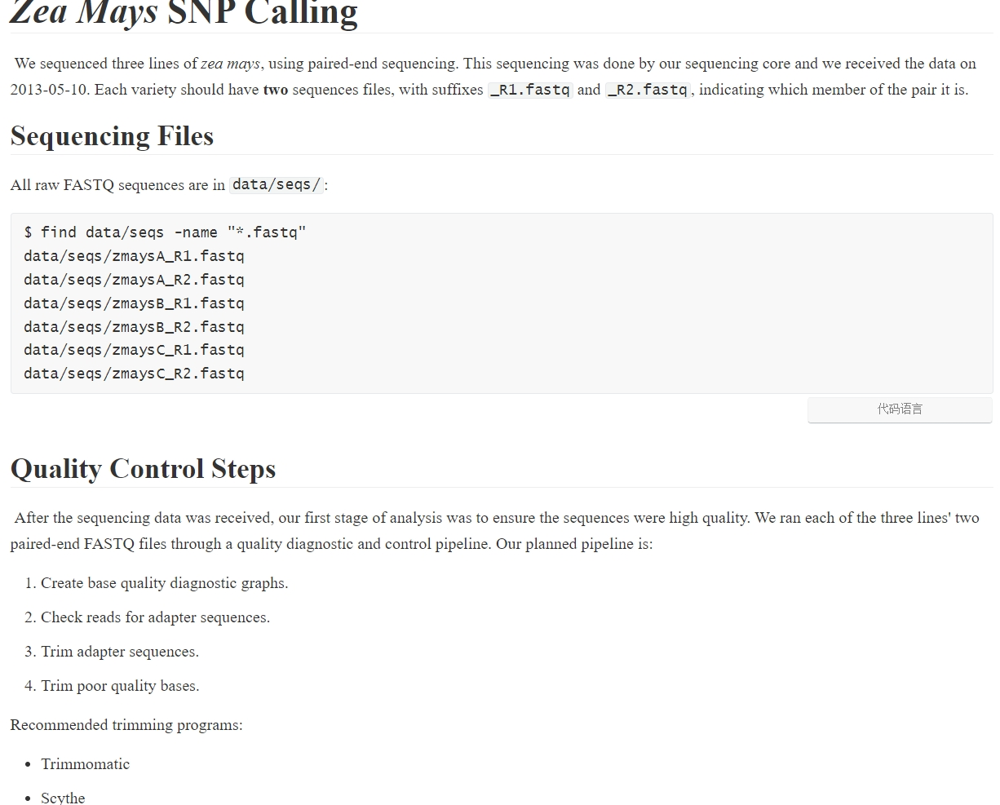 Zea Mays SNP Calling
We sequenced three lines of zea mays, using paired-end sequencing. This sequencing was done by our sequencing core and we received the data on
2013-05-10. Each variety should have two sequences files, with suffixes _R1.fastq and _R2.fastq, indicating which member of the pair it is.
Sequencing Files
All raw FASTQ sequences are in data/seqs/:
$ find data/seqs -name "*.fastq"
data/seqs/zmaysA_R1.fastq
data/seqs/zmaysA_R2.fastq
data/seqs/zmaysB_R1.fastq
data/seqs/zmaysB_R2.fastq
data/seqs/zmaysC_R1.fastq
data/seqs/zmaysC_R2.fastq
代码语言
Quality Control Steps
After the sequencing data was received, our first stage of analysis was to ensure the sequences were high quality. We ran each of the three lines' two
paired-end FASTQ files through a quality diagnostic and control pipeline. Our planned pipeline is:
1. Create base quality diagnostic graphs.
2. Check reads for adapter sequences.
3. Trim adapter sequences.
4. Trim poor quality bases.
Recommended trimming programs:
• Trimmomatic
• Scythe